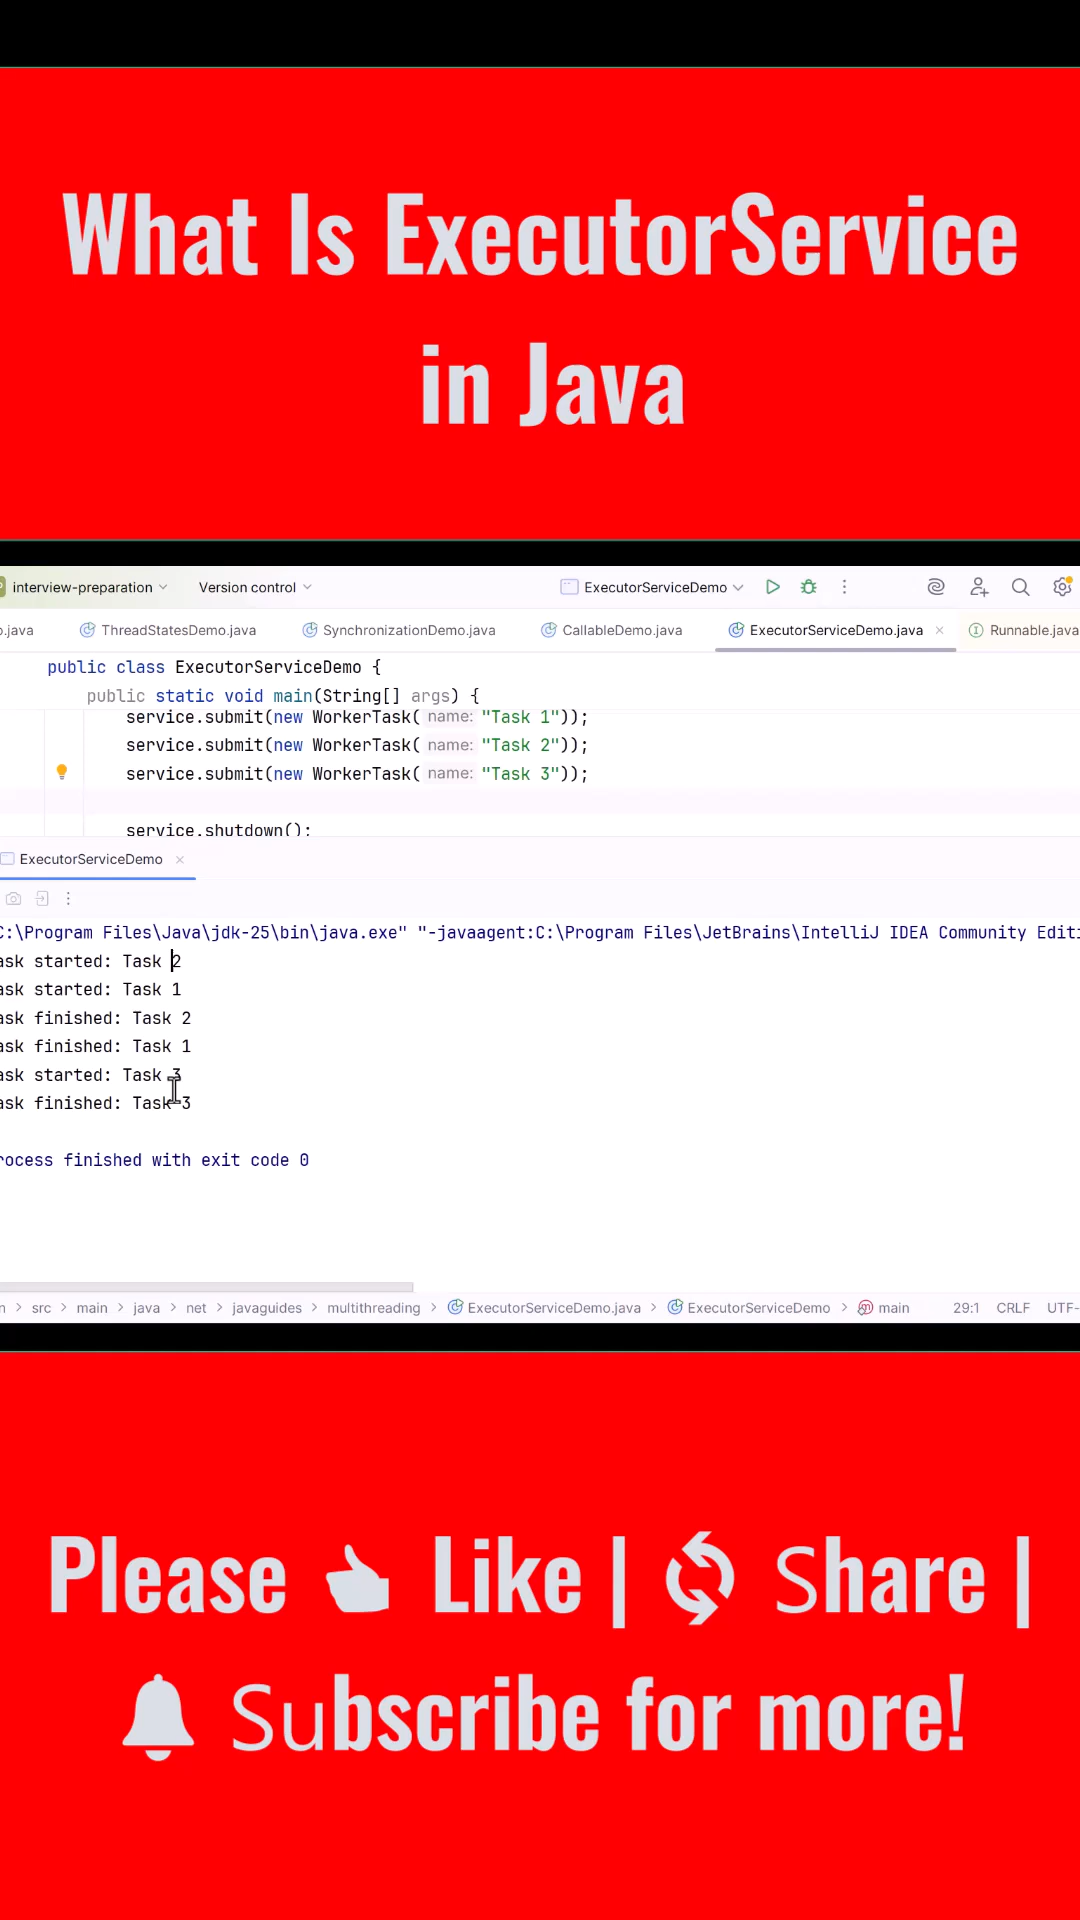 What Is ExecutorService
in Java
interview-preparation
Version control
ExecutorServiceDemo
o.java
ThreadStatesDemo.java
SynchronizationDemo.java
CallableDemo.java
ExecutorServiceDemo.java
Runnable.java
public class ExecutorServiceDemo {
public static void main(String[] args) {
service.submit(new WorkerTask( name: "Task 1"));
service.submit(new WorkerTask( name: "Task 2"));
service.submit(new WorkerTask( name: "Task 3"));
service.shutdown();
ExecutorServiceDemo
C:\Program Files\Java\jdk-25\bin\java.exe" "-javaagent:C:\Program Files\JetBrains\IntelliJ IDEA Community Editi
ask started: Task 2
ask started: Task 1
ask finished: Task 2
ask finished: Task 1
ask started: Task 3
ask finished: Task 3
rocess finished with exit code 0
n > src > main > java > net > javaguides > multithreading > ExecutorServiceDemo.java > ExecutorServiceDemo > main 29:1 CRLF UTF-
Please 👍 Like | 🔄 Share |
🔔 Subscribe for more!